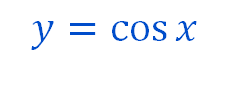 y = cos x